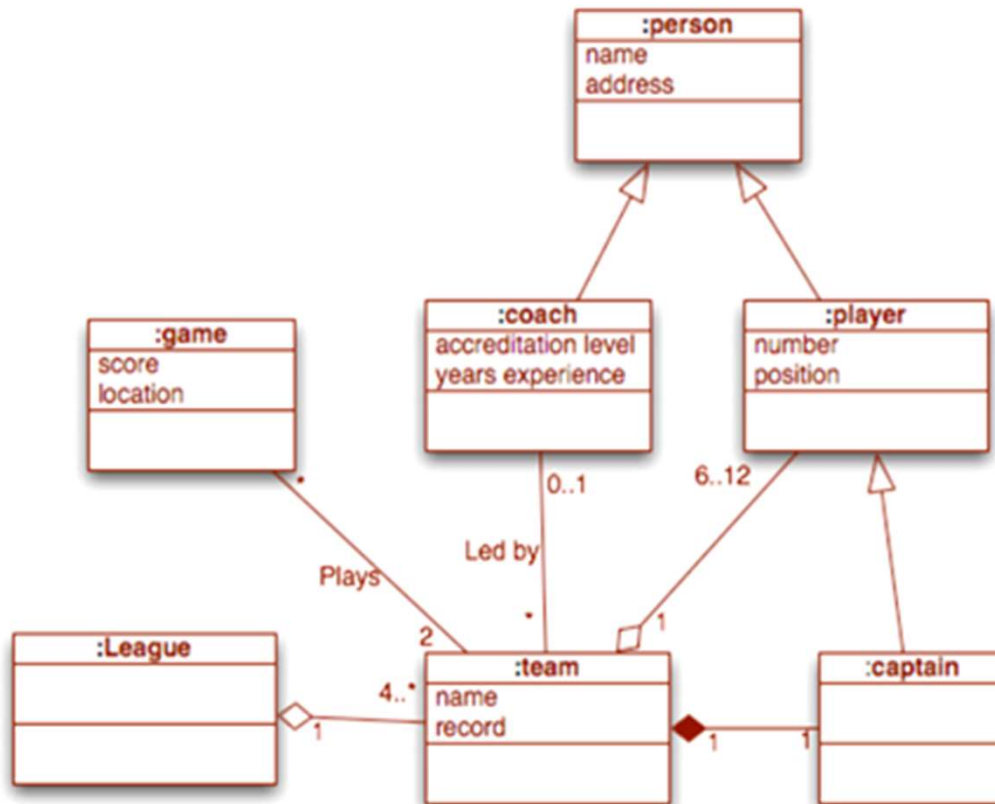 :person
name
address
:coach
accreditation level
years experience
:player
number
position
:game
score
location
*
0..1
6..12
Led by
Plays
*
1
2
:League
4..*
1
:team
name
record
1
1
:captain